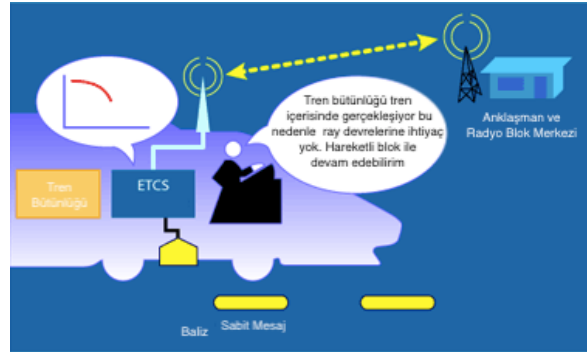 Tren bütünlüğü tren
içerisinde gerçekleşiyor bu
nedenle ray devrelerine ihtiyaç
yok. Hareketli blok ile
devam edebilirim
Anklaşman ve
Radyo Blok Merkezi
Tren
Bütünlüğü
ETCS
Baliz
Sabit Mesaj